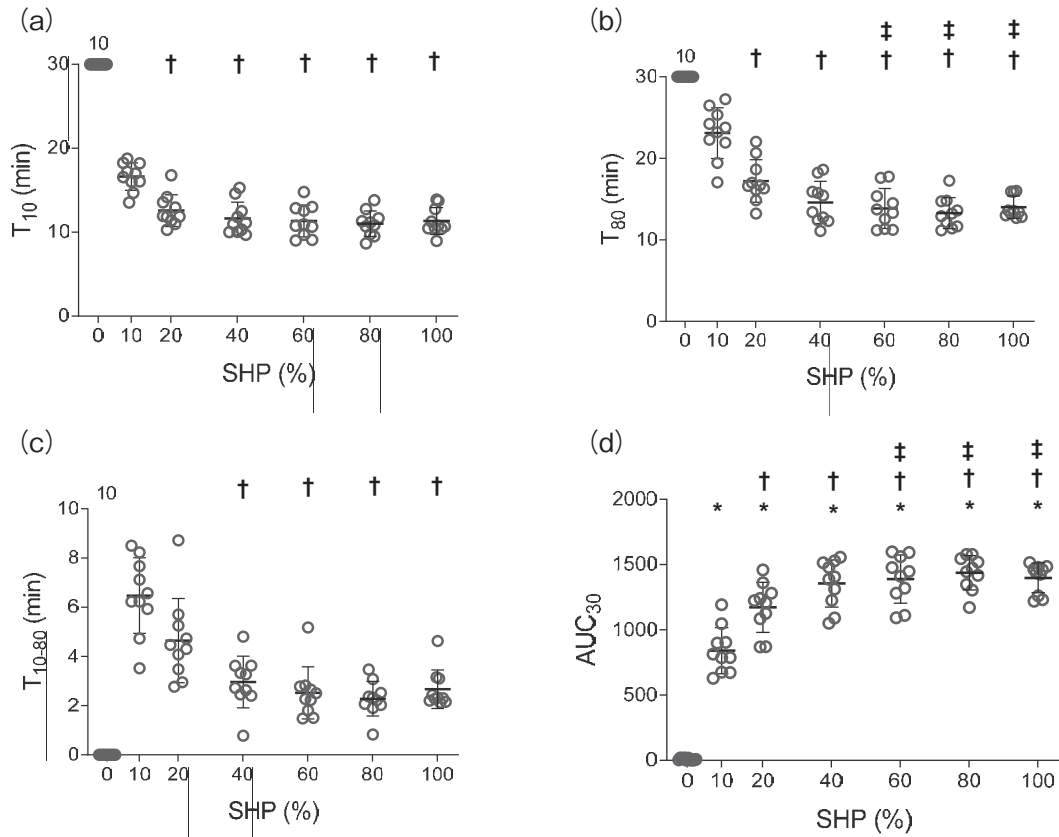 (a)
10
† † † † †
30
20
10
0
T10 (min)
0 10 20 40 60 80 100
SHP (%)
(b)
‡ ‡ ‡
10 † † † † †
30
20
10
0
T80 (min)
0 10 20 40 60 80 100
SHP (%)
(c)
10 † † † †
10
8
6
4
2
0
T10-80 (min)
0 10 20 40 60 80 100
SHP (%)
(d)
‡ ‡ ‡
† † † † †
* * * * * *
2000
1500
1000
500
0
AUC30
0 10 20 40 60 80 100
SHP (%)